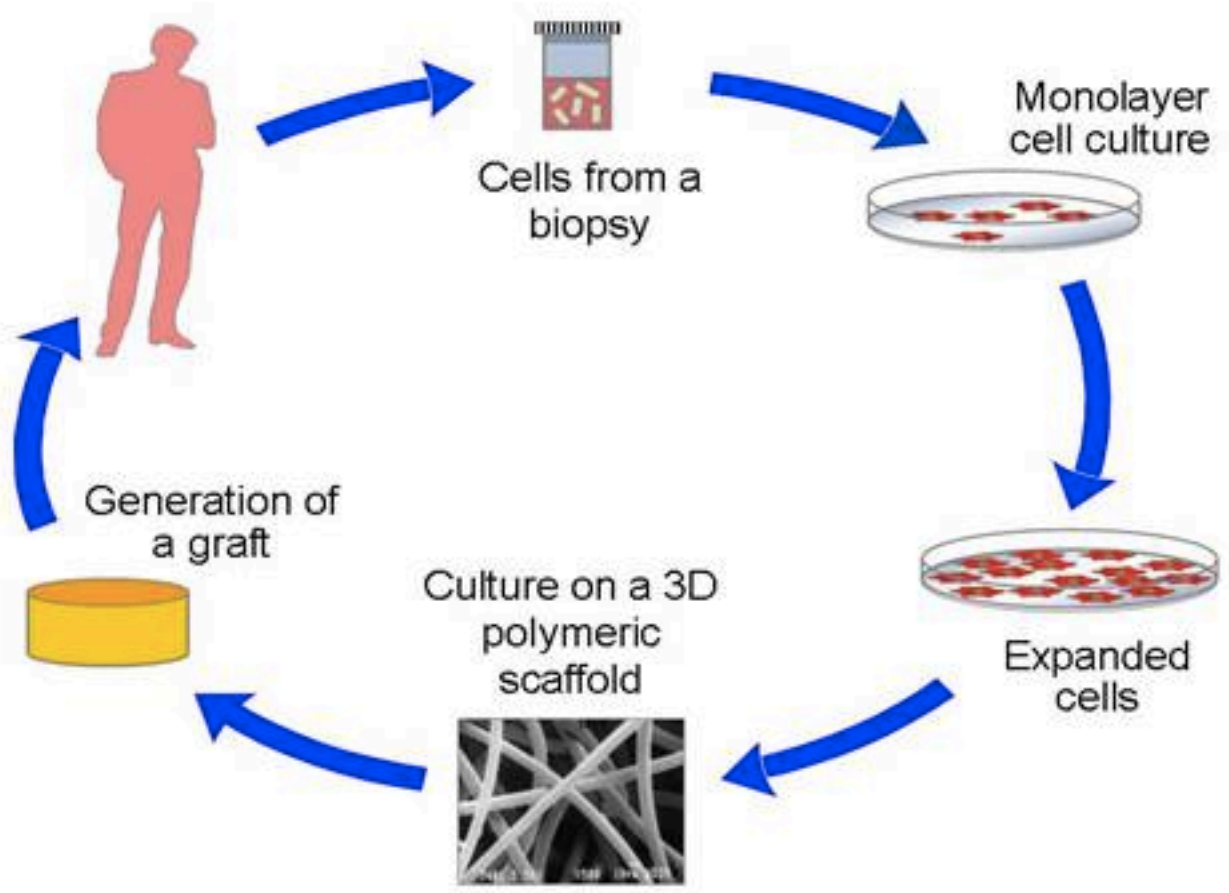 Cells from a
biopsy
Monolayer
cell culture
Expanded
cells
Culture on a 3D
polymeric
scaffold
Generation of
a graft